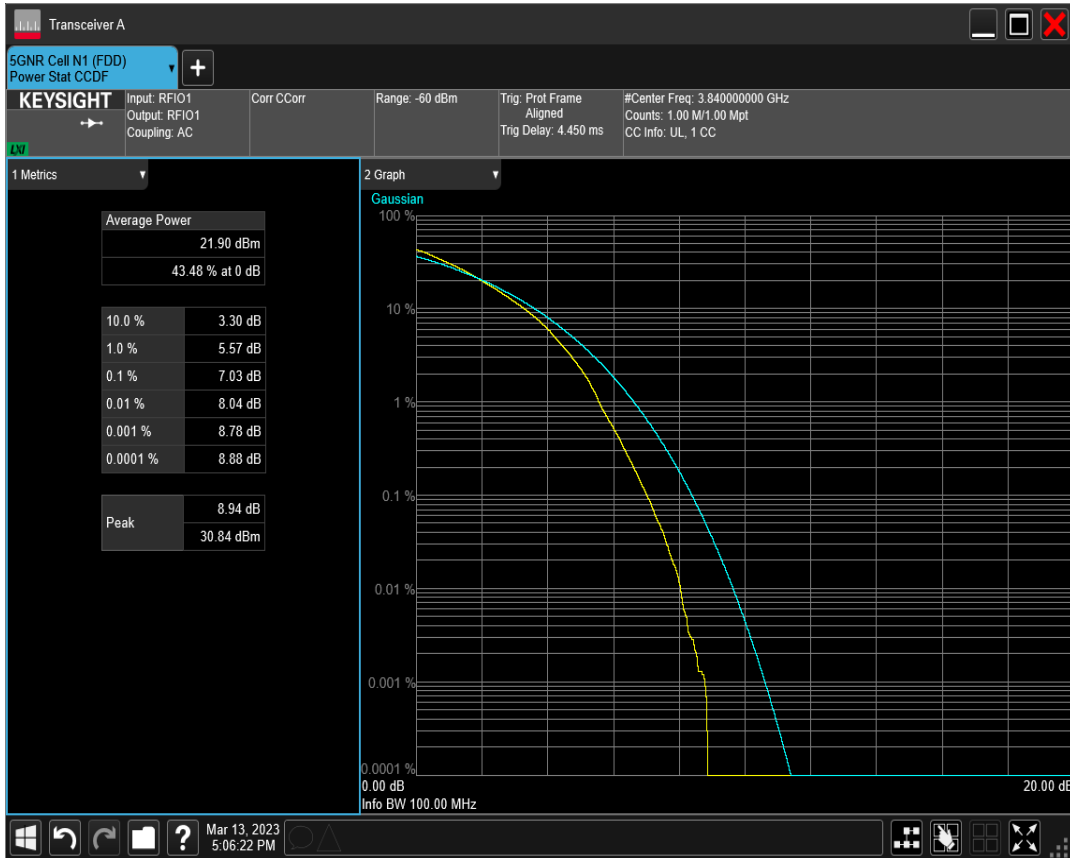 Transceiver A
5GNR Cell N1 (FDD)
Power Stat CCDF
+
KEYSIGHT
LXI
Input: RFIO1
Output: RFIO1
Coupling: AC
Corr CCorr
Range: -60 dBm
Trig: Prot Frame
Aligned
Trig Delay: 4.450 ms
#Center Freq: 3.840000000 GHz
Counts: 1.00 M/1.00 Mpt
CC Info: UL, 1 CC
1 Metrics
Average Power
21.90 dBm
43.48 % at 0 dB
10.0 % 3.30 dB
1.0 % 5.57 dB
0.1 % 7.03 dB
0.01 % 8.04 dB
0.001 % 8.78 dB
0.0001 % 8.88 dB
Peak 8.94 dB
30.84 dBm
2 Graph
Gaussian
100 %
10 %
1 %
0.1 %
0.01 %
0.001 %
0.0001 %
0.00 dB 20.00 dB
Info BW 100.00 MHz
?
Mar 13, 2023
5:06:22 PM